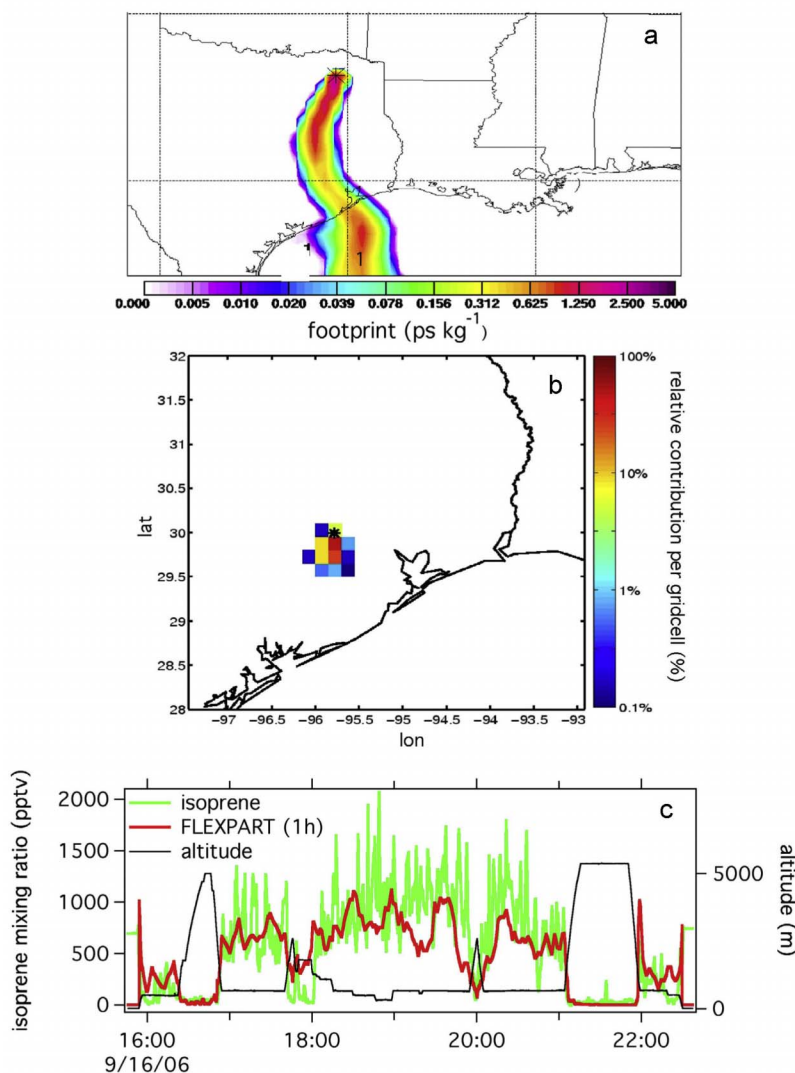 a
1
1
0.000 0.005 0.010 0.020 0.039 0.078 0.156 0.312 0.625 1.250 2.500 5.000
footprint (ps kg⁻¹)
b
32
31.5
31
30.5
30
29.5
29
28.5
28
lat
−97 −96.5 −96 −95.5 −95 −94.5 −94 −93.5 −93
lon
100%
10%
1%
0.1%
relative contribution per gridcell (%)
c
isoprene
FLEXPART (1h)
altitude
2000
1500
1000
500
0
isoprene mixing ratio (pptv)
5000
0
altitude (m)
16:00 18:00 20:00 22:00
9/16/06